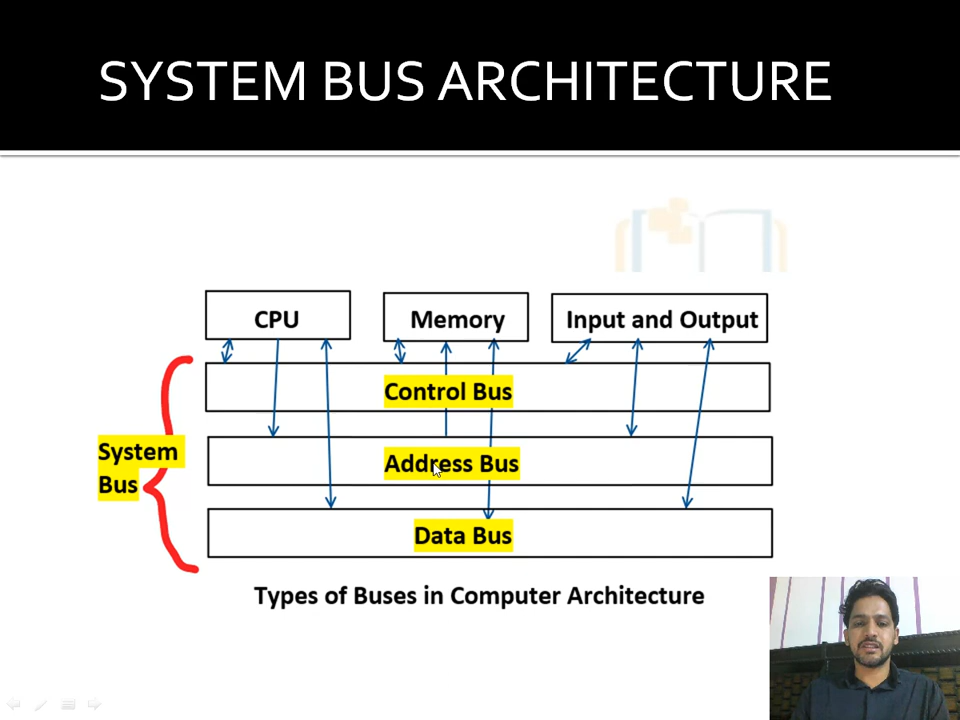 SYSTEM BUS ARCHITECTURE
CPU
Memory
Input and Output
Control Bus
System
Bus
Address Bus
Data Bus
Types of Buses in Computer Architecture